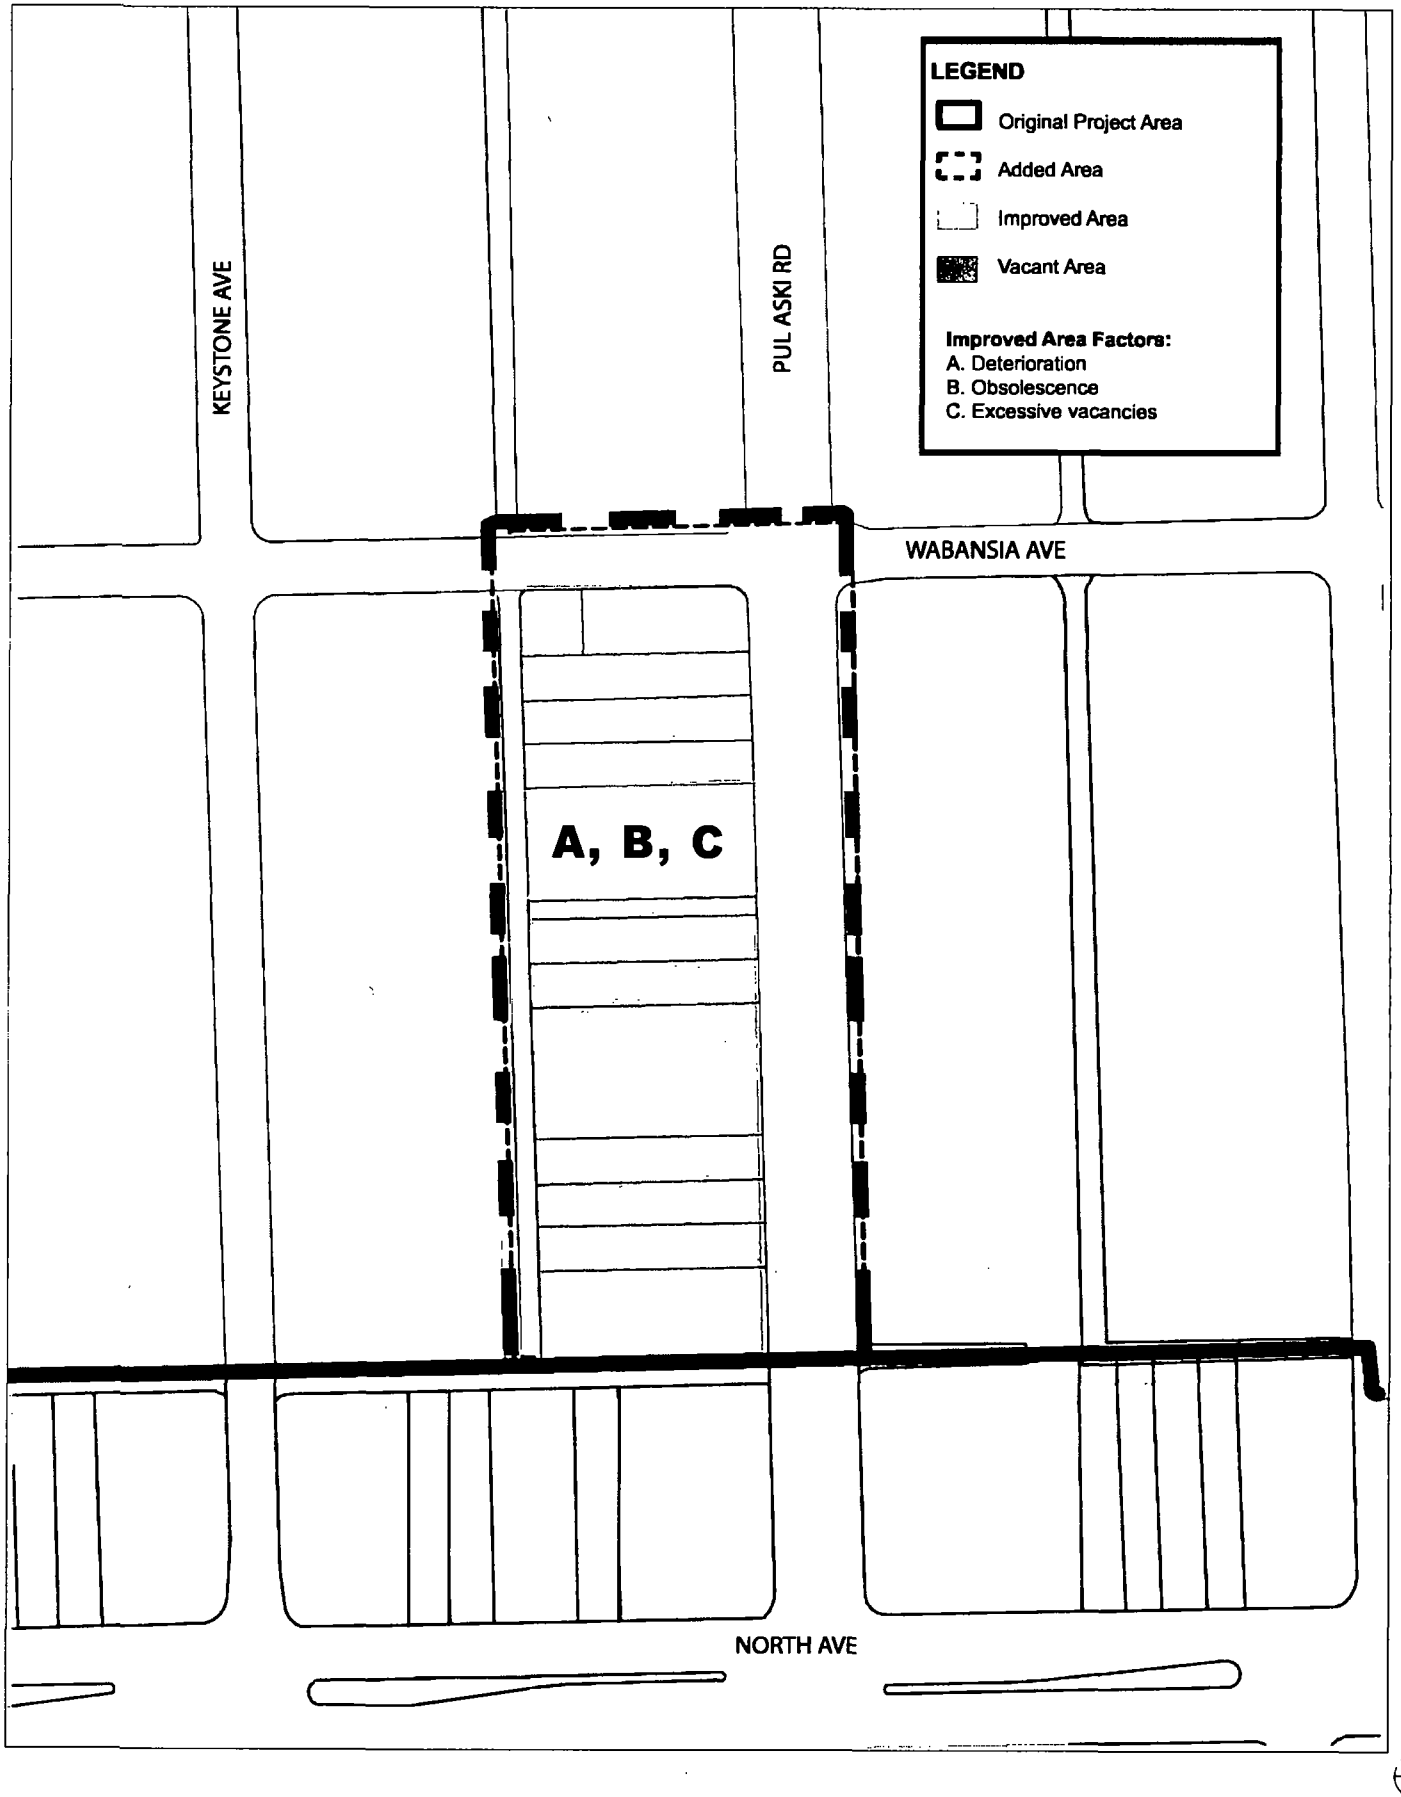 LEGEND
Original Project Area
Added Area
Improved Area
Vacant Area
Improved Area Factors:
A. Deterioration
B. Obsolescence
C. Excessive vacancies
KEYSTONE AVE
PUL ASKI RD
WABANSIA AVE
A, B, C
NORTH AVE